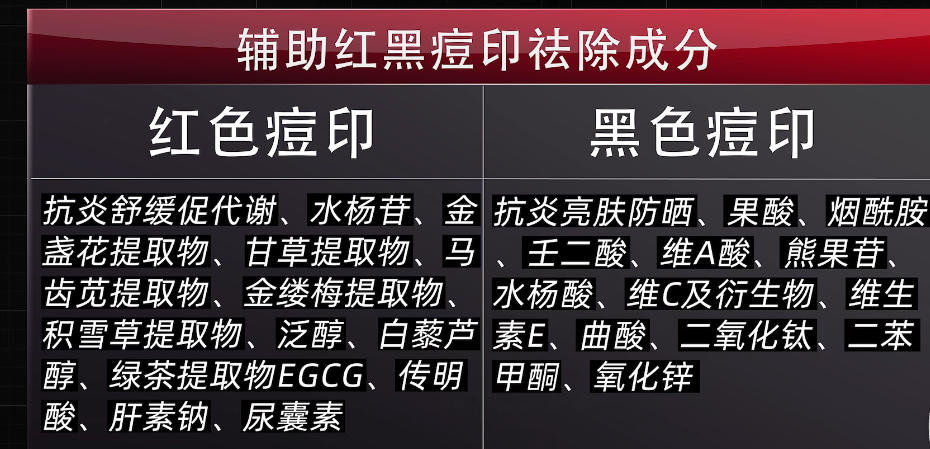 辅助红黑痘印祛除成分
红色痘印
黑色痘印
抗炎舒缓促代谢、水杨苷、金
盏花提取物、甘草提取物、马
齿苋提取物、金缕梅提取物、
积雪草提取物、泛醇、白藜芦
醇、绿茶提取物EGCG、传明
酸、肝素钠、尿囊素
抗炎亮肤防晒、果酸、烟酰胺
、壬二酸、维A酸、熊果苷、
水杨酸、维C及衍生物、维生
素E、曲酸、二氧化钛、二苯
甲酮、氧化锌